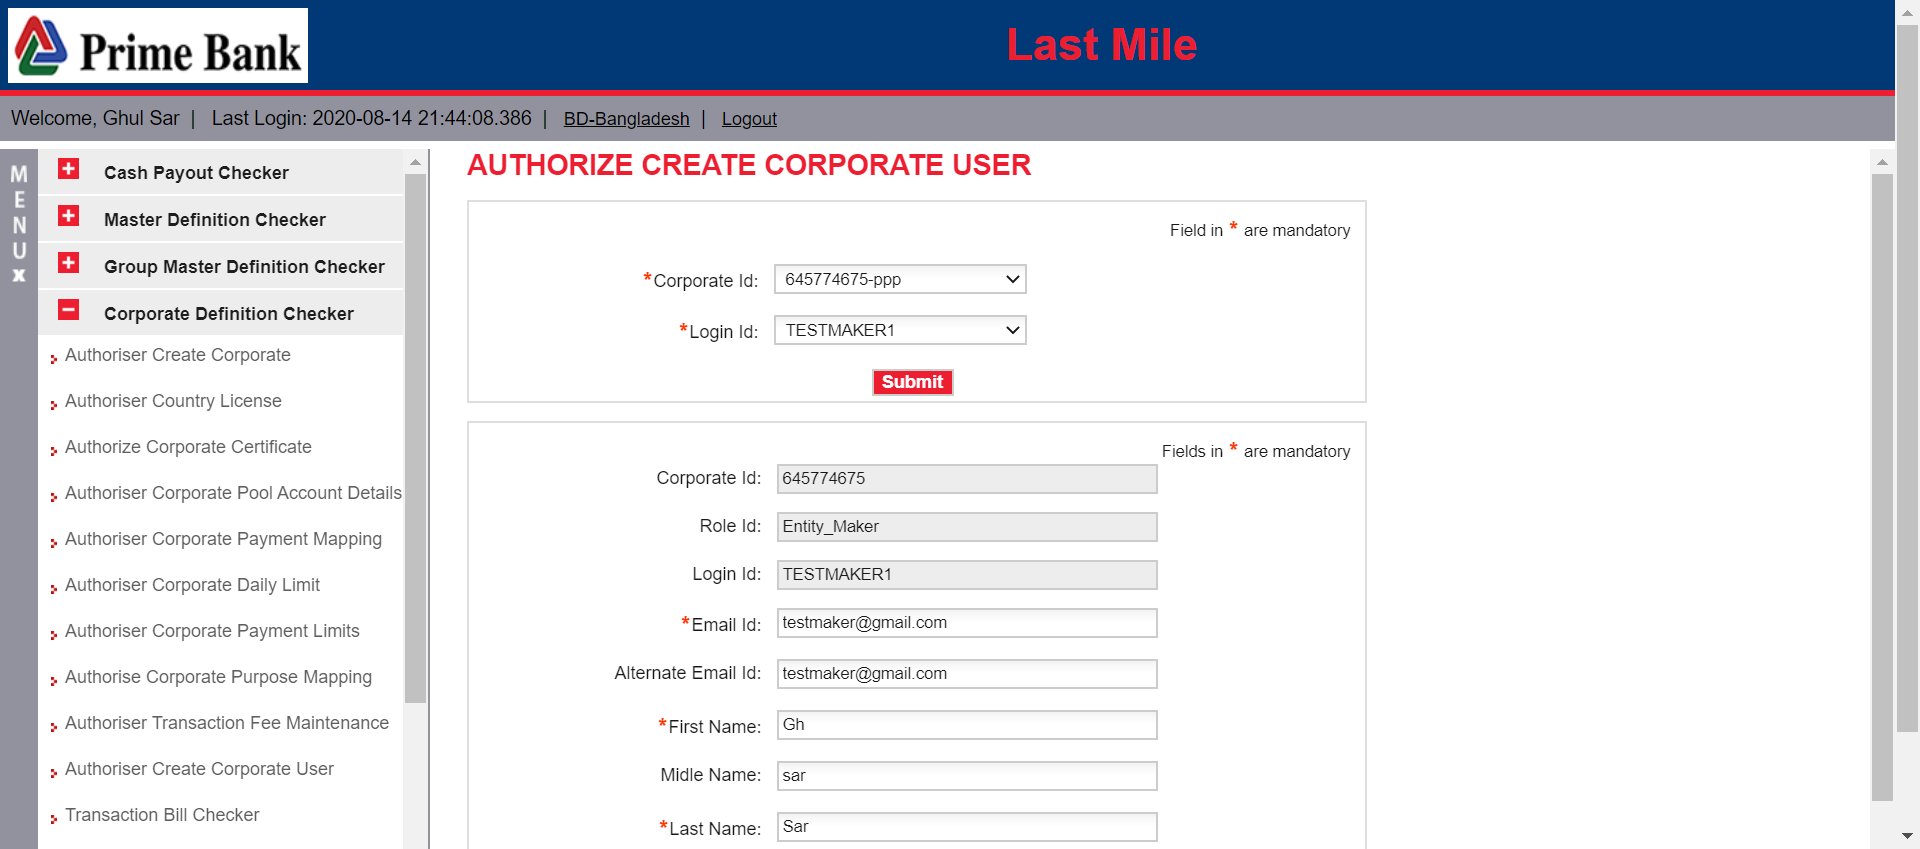 Prime Bank
Last Mile
Welcome, Ghul Sar | Last Login: 2020-08-14 21:44:08.386 | BD-Bangladesh | Logout
MENU
x
Cash Payout Checker
Master Definition Checker
Group Master Definition Checker
Corporate Definition Checker
Authoriser Create Corporate
Authoriser Country License
Authorize Corporate Certificate
Authoriser Corporate Pool Account Details
Authoriser Corporate Payment Mapping
Authoriser Corporate Daily Limit
Authoriser Corporate Payment Limits
Authorise Corporate Purpose Mapping
Authoriser Transaction Fee Maintenance
Authoriser Create Corporate User
Transaction Bill Checker
AUTHORIZE CREATE CORPORATE USER
Field in * are mandatory
*Corporate Id: 645774675-ppp
*Login Id: TESTMAKER1
Submit
Fields in * are mandatory
Corporate Id: 645774675
Role Id: Entity_Maker
Login Id: TESTMAKER1
*Email Id: testmaker@gmail.com
Alternate Email Id: testmaker@gmail.com
*First Name: Gh
Midle Name: sar
*Last Name: Sar